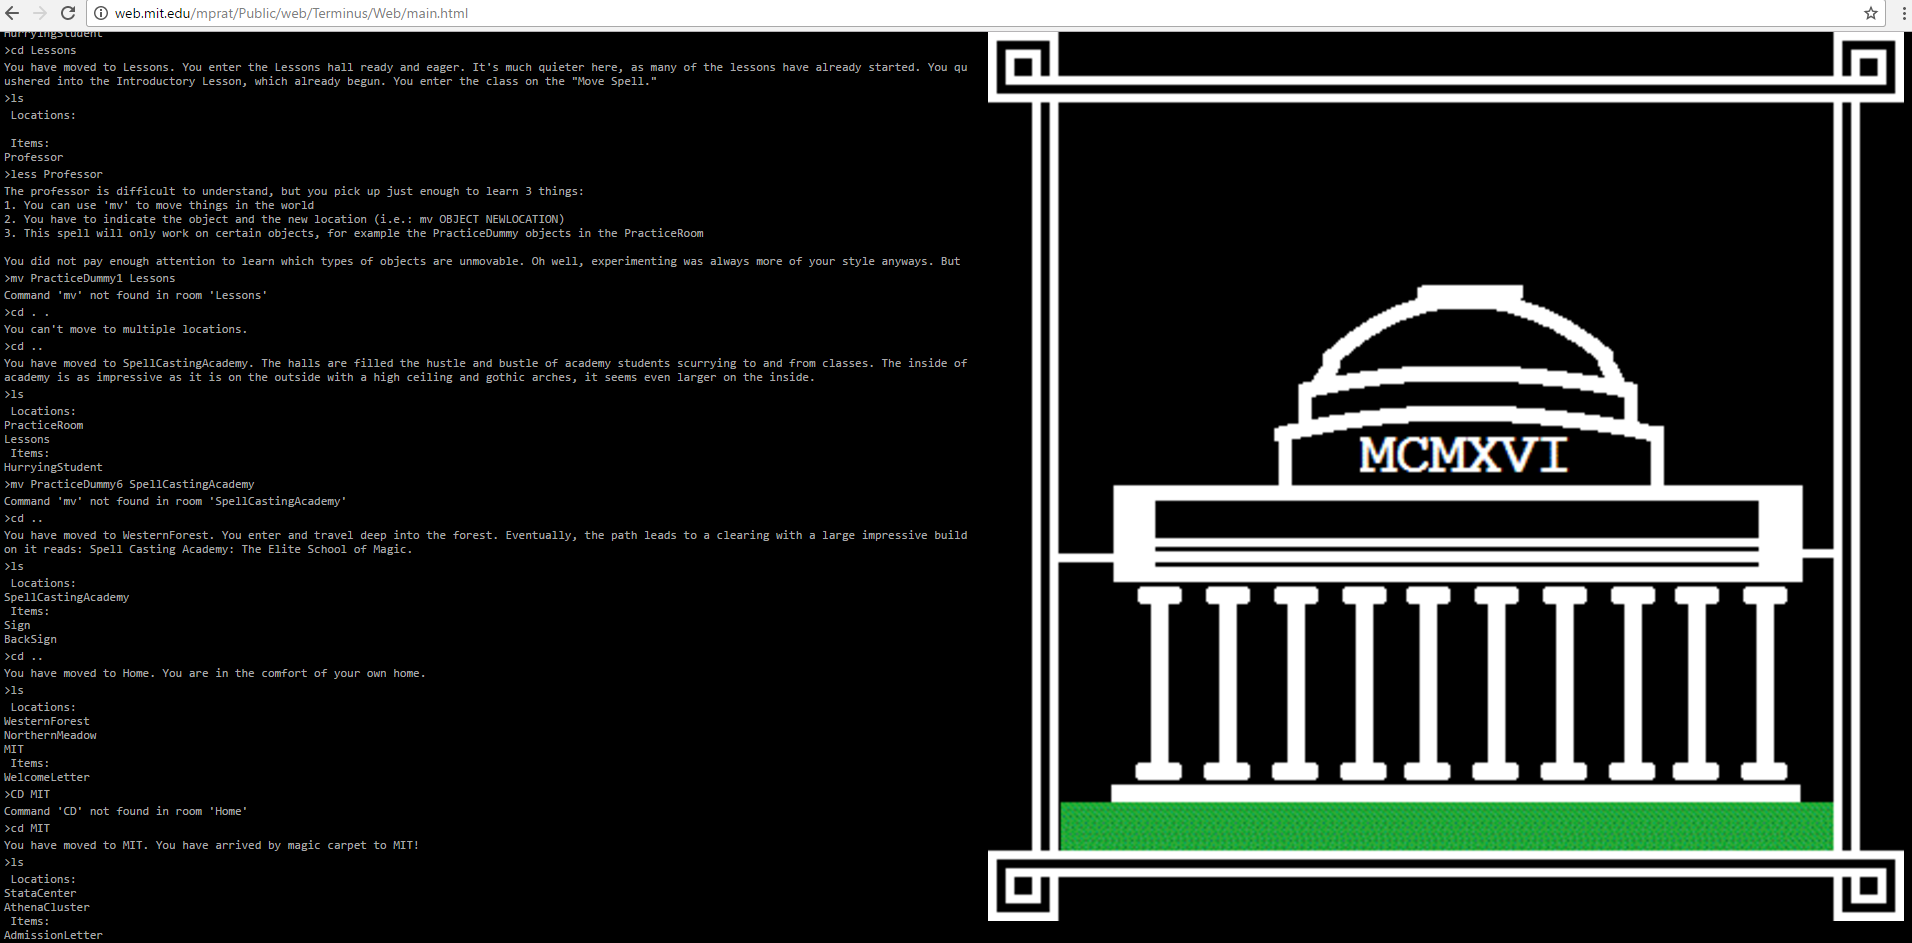 web.mit.edu/mprat/Public/web/Terminus/Web/main.html
HurryingStudent
>cd Lessons
You have moved to Lessons. You enter the Lessons hall ready and eager. It's much quieter here, as many of the lessons have already started. You qu
ushered into the Introductory Lesson, which already begun. You enter the class on the "Move Spell."
>ls
Locations:
Items:
Professor
>less Professor
The professor is difficult to understand, but you pick up just enough to learn 3 things:
1. You can use 'mv' to move things in the world
2. You have to indicate the object and the new location (i.e.: mv OBJECT NEWLOCATION)
3. This spell will only work on certain objects, for example the PracticeDummy objects in the PracticeRoom
You did not pay enough attention to learn which types of objects are unmovable. Oh well, experimenting was always more of your style anyways. But
>mv PracticeDummy1 Lessons
Command 'mv' not found in room 'Lessons'
>cd . .
You can't move to multiple locations.
>cd ..
You have moved to SpellCastingAcademy. The halls are filled the hustle and bustle of academy students scurrying to and from classes. The inside of
academy is as impressive as it is on the outside with a high ceiling and gothic arches, it seems even larger on the inside.
>ls
Locations:
PracticeRoom
Lessons
Items:
HurryingStudent
>mv PracticeDummy6 SpellCastingAcademy
Command 'mv' not found in room 'SpellCastingAcademy'
>cd ..
You have moved to WesternForest. You enter and travel deep into the forest. Eventually, the path leads to a clearing with a large impressive build
on it reads: Spell Casting Academy: The Elite School of Magic.
>ls
Locations:
SpellCastingAcademy
Items:
Sign
BackSign
>cd ..
You have moved to Home. You are in the comfort of your own home.
>ls
Locations:
WesternForest
NorthernMeadow
MIT
Items:
WelcomeLetter
>CD MIT
Command 'CD' not found in room 'Home'
>cd MIT
You have moved to MIT. You have arrived by magic carpet to MIT!
>ls
Locations:
StataCenter
AthenaCluster
Items:
AdmissionLetter
MCMXVI